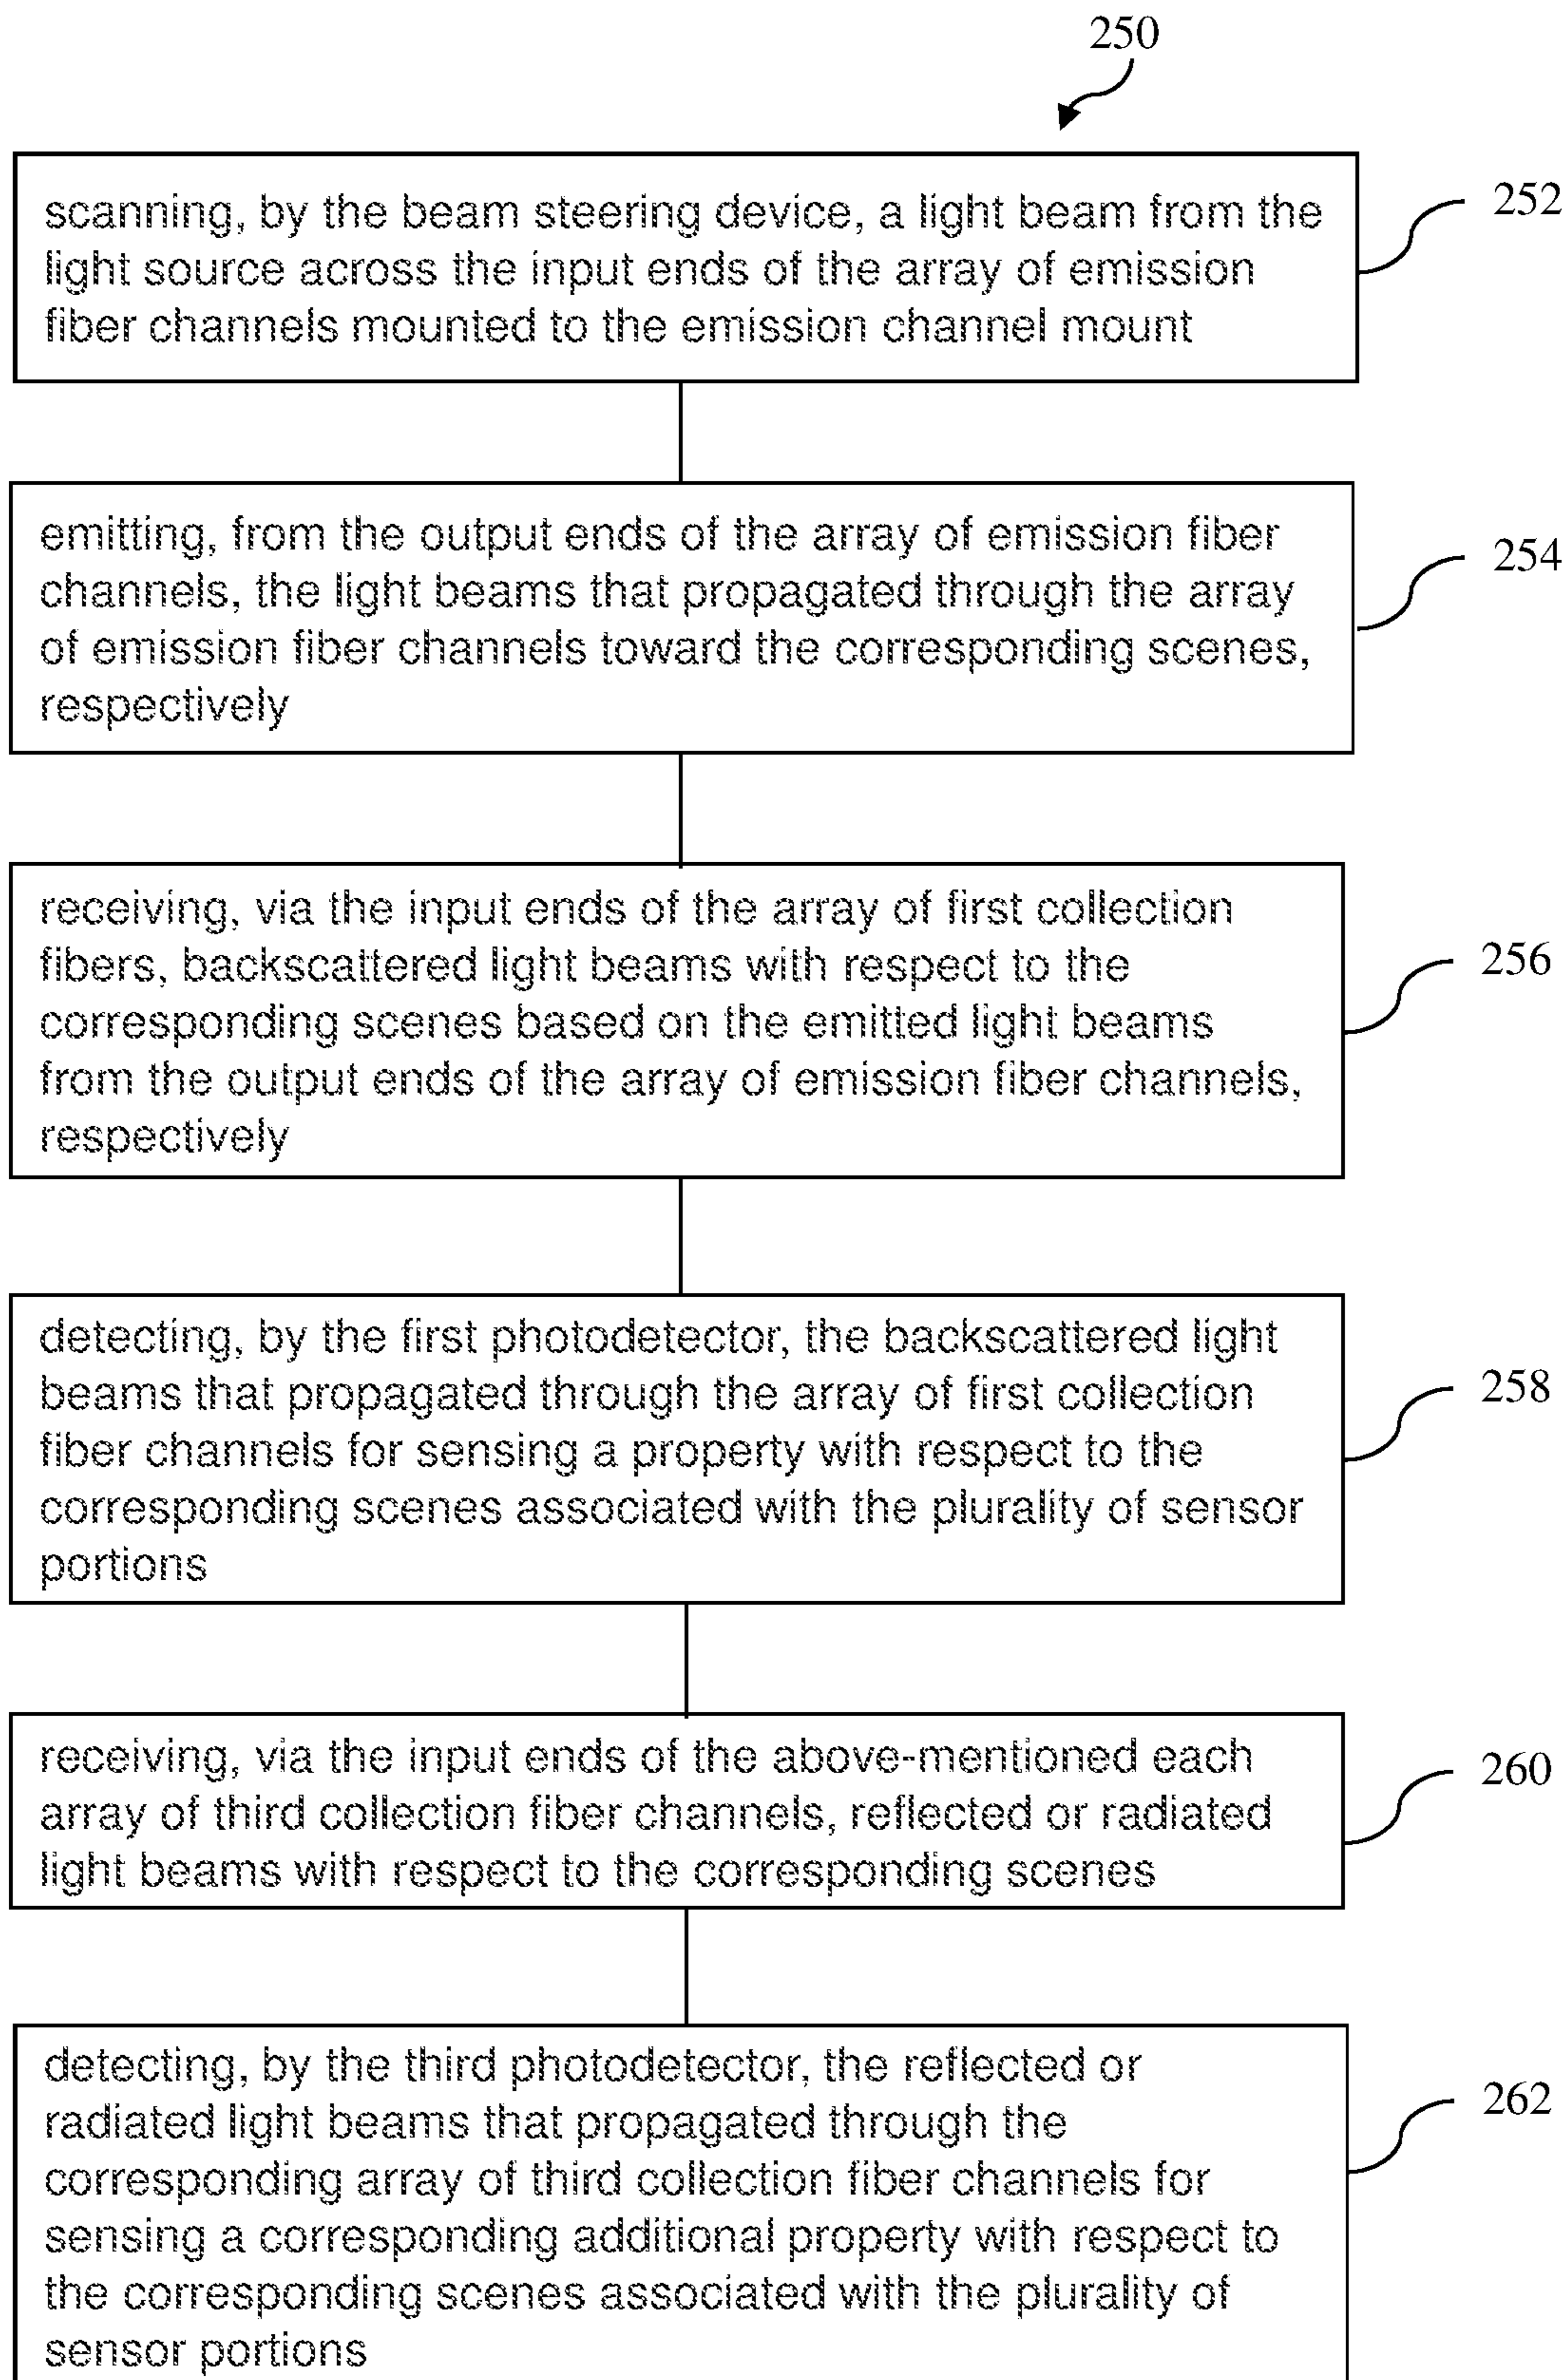 250
scanning, by the beam steering device, a light beam from the
light source across the input ends of the array of emission
fiber channels mounted to the emission channel mount
252
emitting, from the output ends of the array of emission fiber
channels, the light beams that propagated through the array
of emission fiber channels toward the corresponding scenes,
respectively
254
receiving, via the input ends of the array of first collection
fibers, backscattered light beams with respect to the
corresponding scenes based on the emitted light beams
from the output ends of the array of emission fiber channels,
respectively
256
detecting, by the first photodetector, the backscattered light
beams that propagated through the array of first collection
fiber channels for sensing a property with respect to the
corresponding scenes associated with the plurality of sensor
portions
258
receiving, via the input ends of the above-mentioned each
array of third collection fiber channels, reflected or radiated
light beams with respect to the corresponding scenes
260
detecting, by the third photodetector, the reflected or
radiated light beams that propagated through the
corresponding array of third collection fiber channels for
sensing a corresponding additional property with respect to
the corresponding scenes associated with the plurality of
sensor portions
262